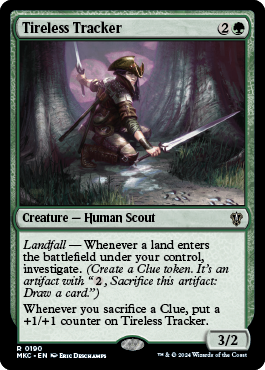 Tireless Tracker 2
Creature — Human Scout
Landfall — Whenever a land enters
the battlefield under your control,
investigate. (Create a Clue token. It's an
artifact with “2, Sacrifice this artifact:
Draw a card.”)
Whenever you sacrifice a Clue, put a
+1/+1 counter on Tireless Tracker.
3/2
R 0190
MKC • EN Eric Deschamps
™ & © 2024 Wizards of the Coast